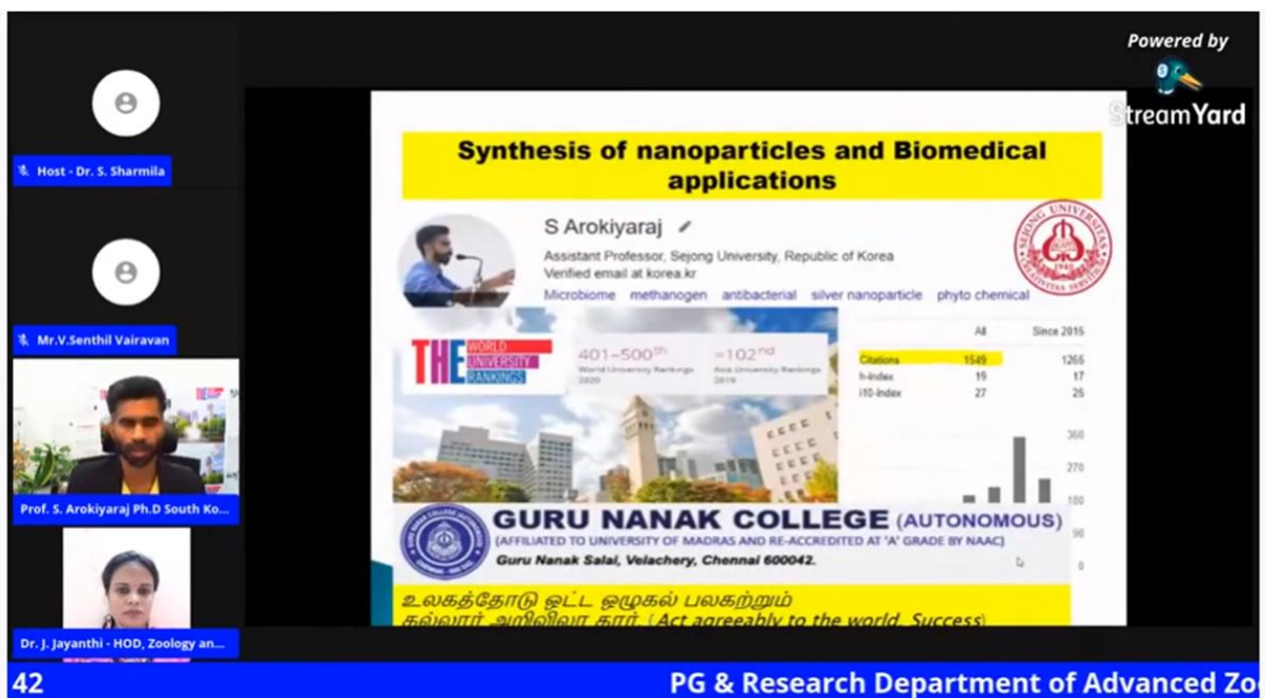 Powered by
StreamYard
Host - Dr. S. Sharmila
Mr.V.Senthil Vairavan
Prof. S. Arokiyaraj Ph.D South Ko...
Dr. J. Jayanthi - HOD, Zoology an...
Synthesis of nanoparticles and Biomedical
applications
S Arokiyaraj
Assistant Professor, Sejong University, Republic of Korea
Verified email at korea.kr
Microbiome methanogen antibacterial silver nanoparticle phyto chemical
SEJONG UNIVERSITAS
1940
THE WORLD
UNIVERSITY
RANKINGS
401–500th
World University Rankings
2020
=102nd
Asia University Rankings
2019
All Since 2015
Citations 1549 1266
h-index 19 17
i10-index 27 25
360
270
180
90
0
GURU NANAK COLLEGE (AUTONOMOUS)
(AFFILIATED TO UNIVERSITY OF MADRAS AND RE-ACCREDITED AT 'A' GRADE BY NAAC)
Guru Nanak Salai, Velachery, Chennai 600042.
உலகத்தோடு ஒட்ட ஒழுகல் பலகற்றும்
கல்லார் அறிவிலா தார் (Act agreeably to the world, Success)
42
PG & Research Department of Advanced Zo